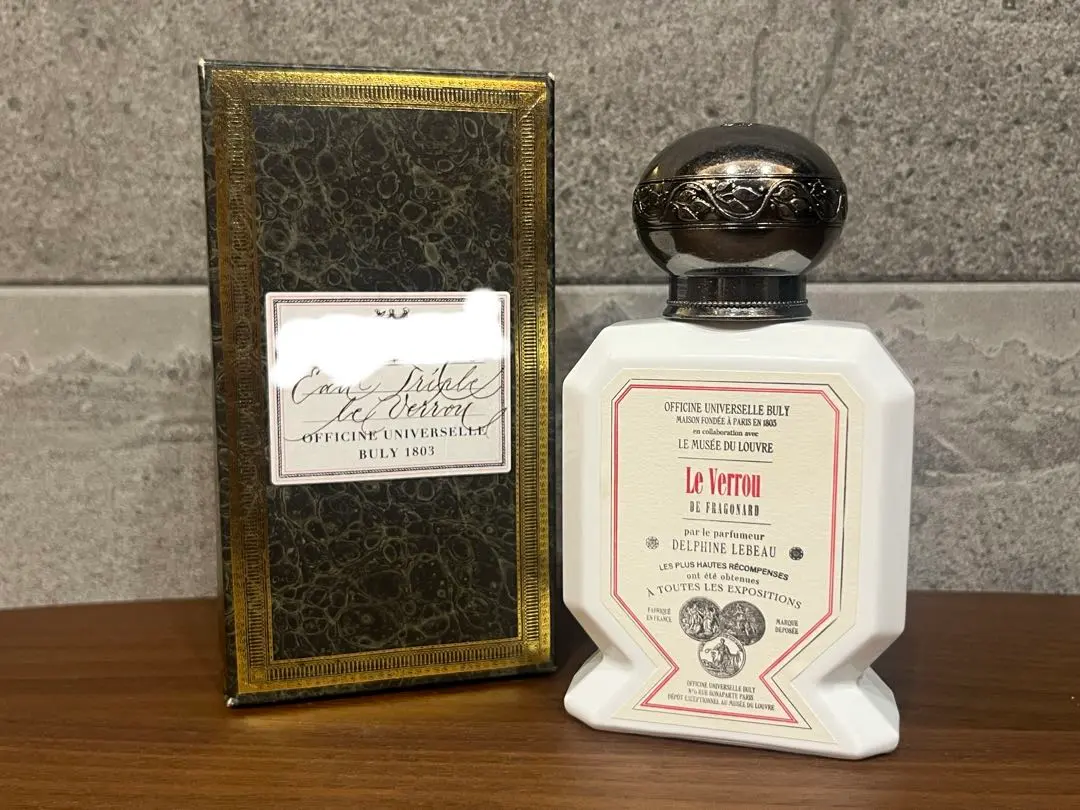 Eau Triple
le Verrou
OFFICINE UNIVERSELLE
BULY 1803
OFFICINE UNIVERSELLE BULY
MAISON FONDÉE À PARIS EN 1803
en collaboration avec
LE MUSÉE DU LOUVRE
Le Verrou
DE FRAGONARD
par le parfumeur
DELPHINE LEBEAU
LES PLUS HAUTES RÉCOMPENSES
ont été obtenues
À TOUTES LES EXPOSITIONS
FABRIQUÉ
EN FRANCE
MARQUE
DÉPOSÉE
OFFICINE UNIVERSELLE BULY
N°6 RUE BONAPARTE PARIS
DÉPÔT EXCEPTIONNEL AU MUSÉE DU LOUVRE